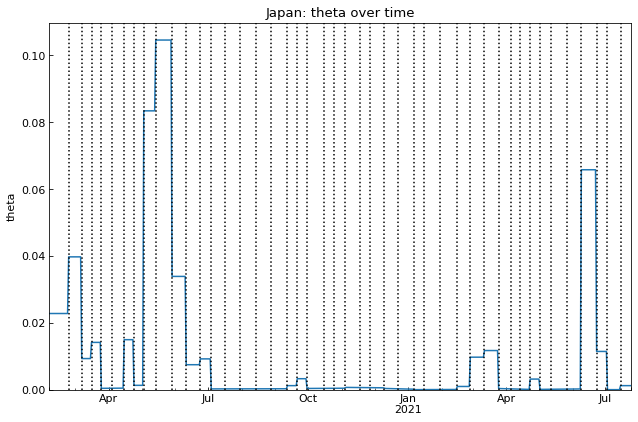 Japan: theta over time
theta
0.10
0.08
0.06
0.04
0.02
0.00
Apr
Jul
Oct
Jan
2021
Apr
Jul